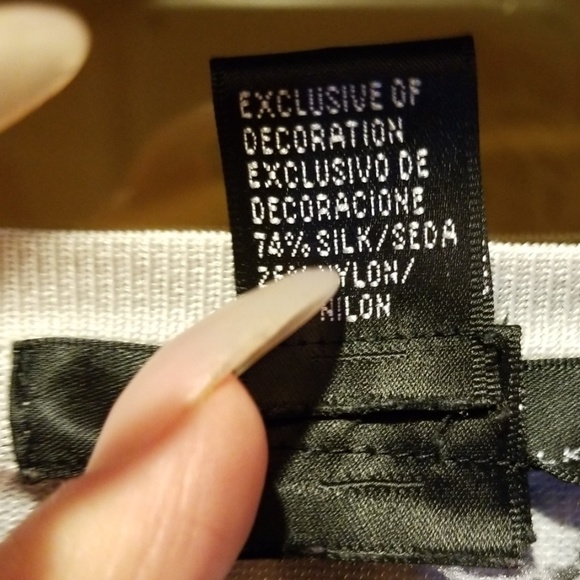 EXCLUSIVE OF
DECORATION
EXCLUSIVO DE
DECORACIONE
74% SILK/SEDA
NILON